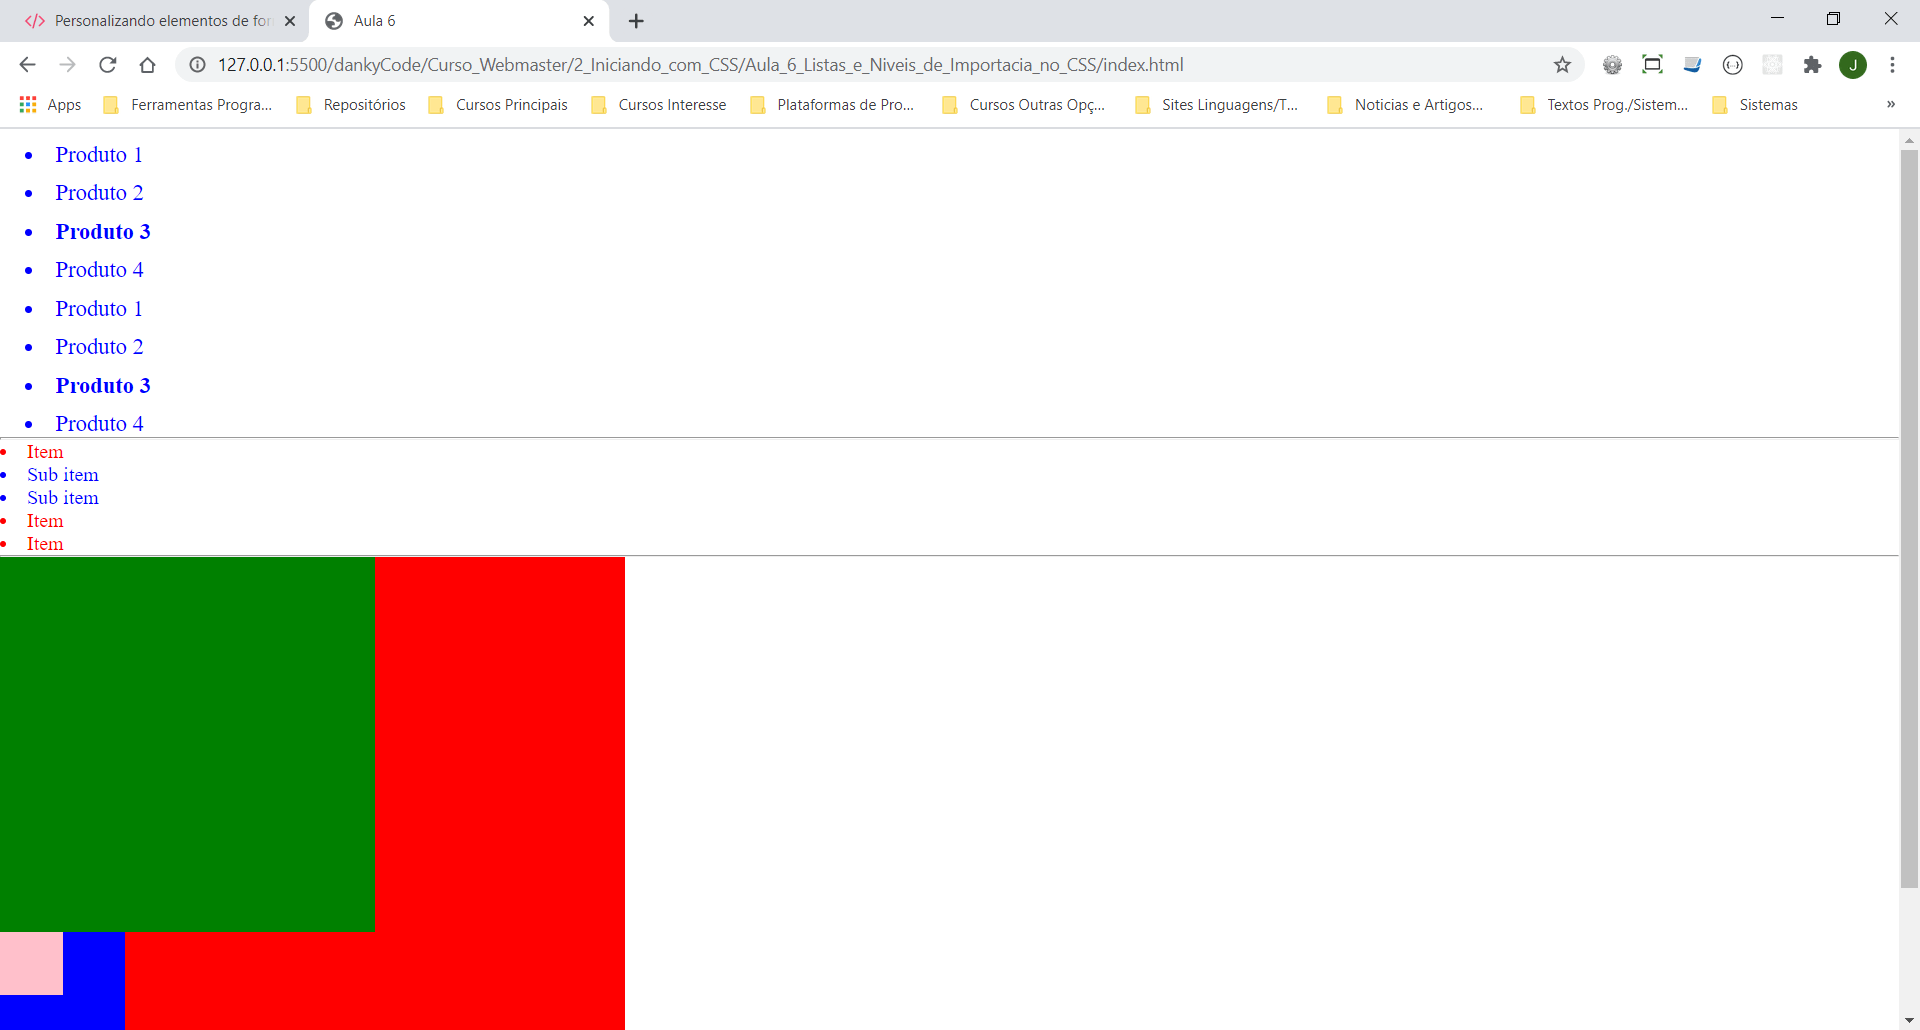 Personalizando elementos de for
Aula 6
127.0.0.1:5500/dankyCode/Curso_Webmaster/2_Iniciando_com_CSS/Aula_6_Listas_e_Niveis_de_Importacia_no_CSS/index.html
J
Apps Ferramentas Progra... Repositórios Cursos Principais Cursos Interesse Plataformas de Pro... Cursos Outras Opç... Sites Linguagens/T... Noticias e Artigos... Textos Prog./Sistem... Sistemas »
Produto 1
Produto 2
Produto 3
Produto 4
Produto 1
Produto 2
Produto 3
Produto 4
Item
Sub item
Sub item
Item
Item